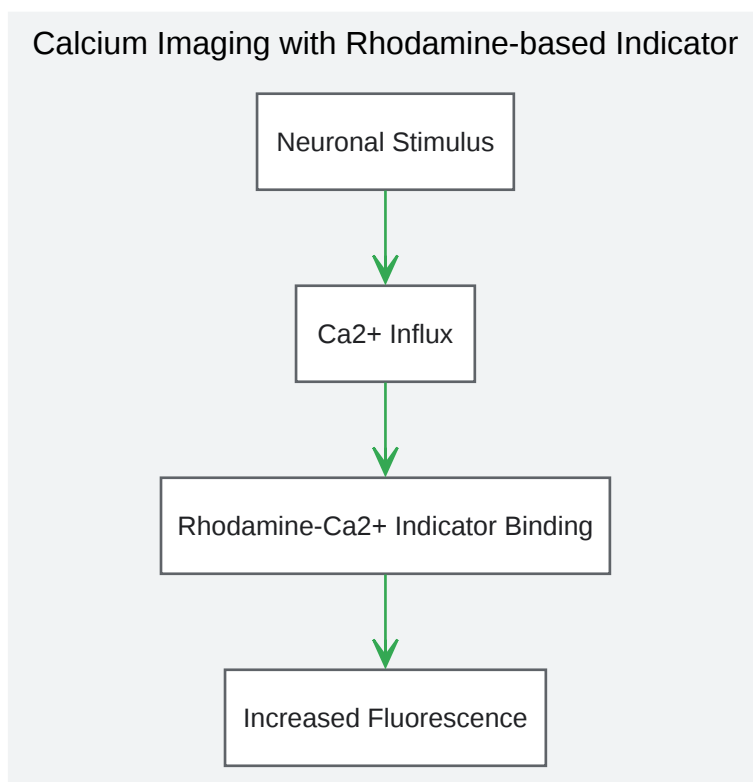 Calcium Imaging with Rhodamine-based Indicator
Neuronal Stimulus
Ca2+ Influx
Rhodamine-Ca2+ Indicator Binding
Increased Fluorescence